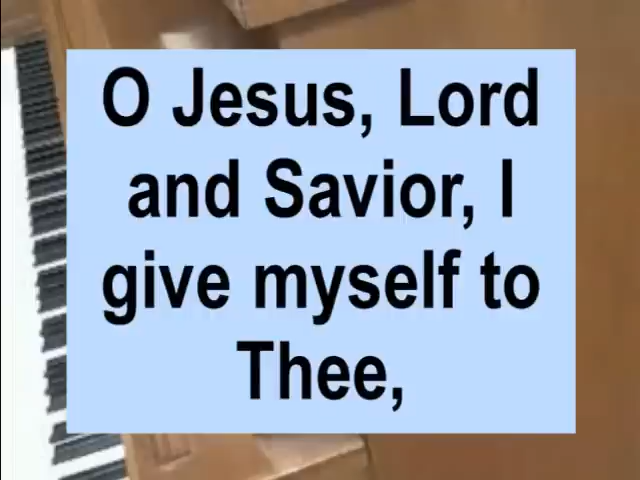 O Jesus, Lord
and Savior, I
give myself to
Thee,